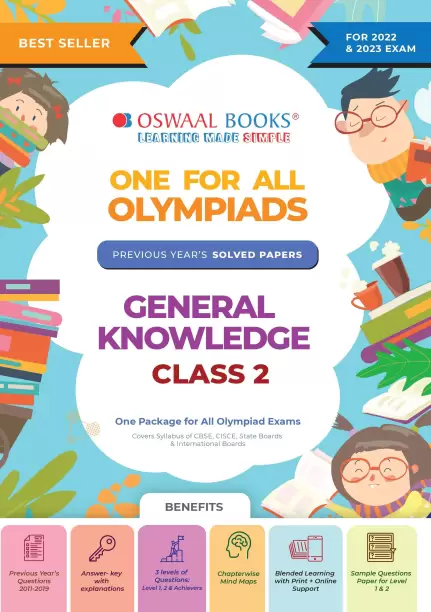 BEST SELLER
FOR 2022
& 2023 EXAM
OSWAAL BOOKS®
LEARNING MADE SIMPLE
ONE FOR ALL
OLYMPIADS
PREVIOUS YEAR'S SOLVED PAPERS
GENERAL
KNOWLEDGE
CLASS 2
One Package for All Olympiad Exams
Covers Syllabus of CBSE, CISCE, State Boards
& International Boards
BENEFITS
Previous Year's
Questions
2011-2019
Answer- key
with
explanations
3 levels of
Questions:
Level 1, 2 & Achievers
Chapterwise
Mind Maps
Blended Learning
with Print + Online
Support
Sample Questions
Paper for Level
1 & 2